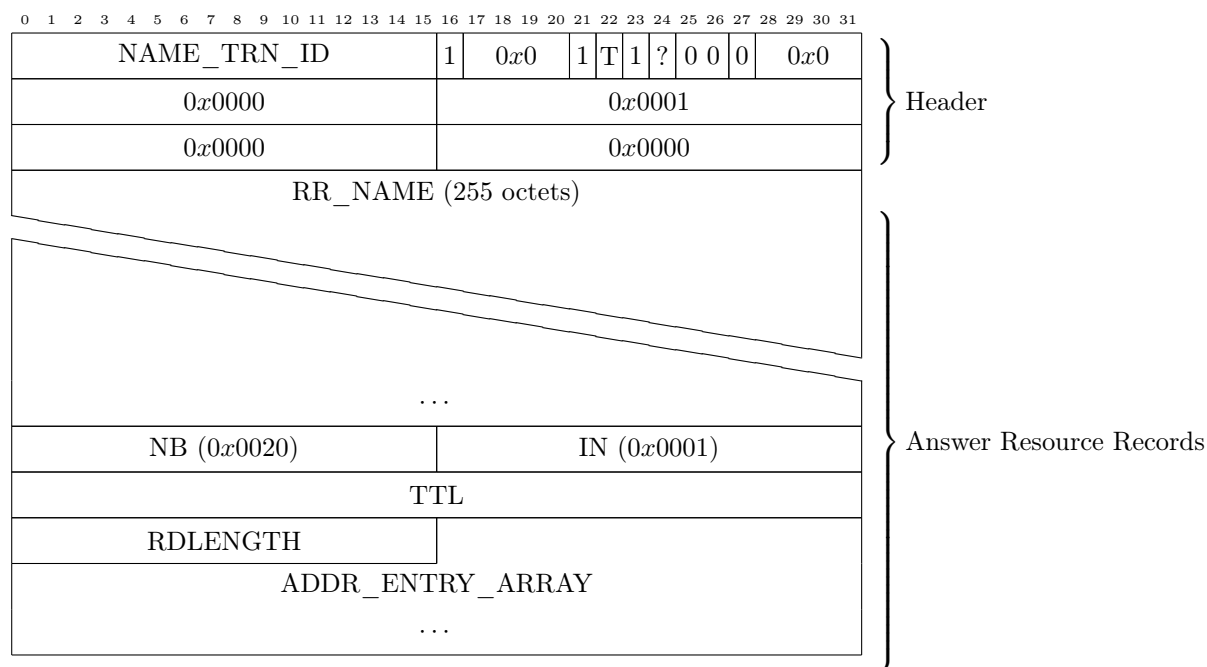 0 1 2 3 4 5 6 7 8 9 10 11 12 13 14 15 16 17 18 19 20 21 22 23 24 25 26 27 28 29 30 31
NAME_TRN_ID 1 0x0 1 T 1 ? 0 0 0 0x0
0x0000 0x0001
Header
0x0000 0x0000
RR_NAME (255 octets)
...
NB (0x0020) IN (0x0001)
Answer Resource Records
TTL
RDLENGTH
ADDR_ENTRY_ARRAY
...